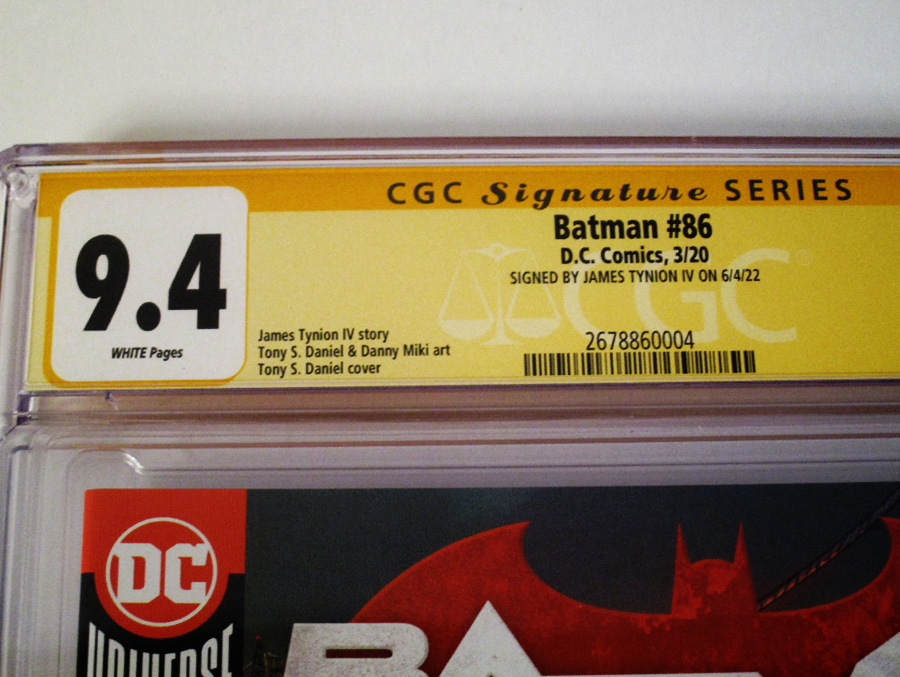 CGC Signature SERIES
Batman #86
D.C. Comics, 3/20
SIGNED BY JAMES TYNION IV ON 6/4/22
9.4
WHITE Pages
James Tynion IV story
Tony S. Daniel & Danny Miki art
Tony S. Daniel cover
CGC
2678860004
DC
UNIVERSE